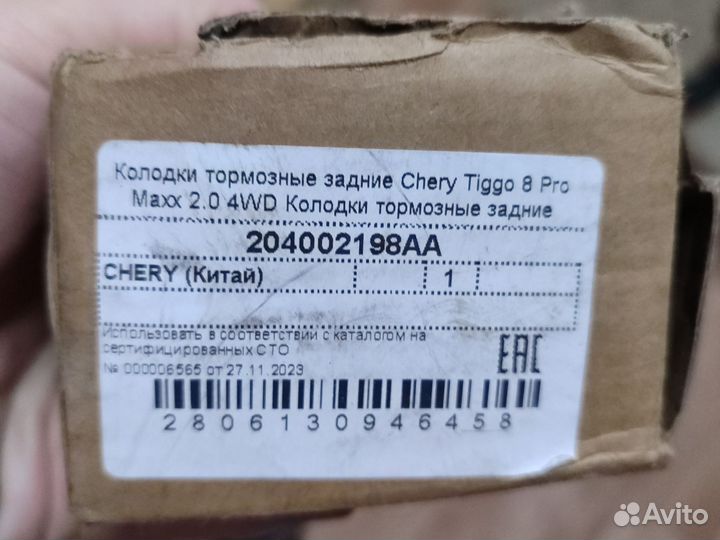 Колодки тормозные задние Chery Tiggo 8 Pro
Maxx 2.0 4WD Колодки тормозные задние
204002198AA
CHERY (Китай) 1
Использовать в соответствии с каталогом на
сертифицированных СТО
EAC
№ 000006565 от 27.11.2023
2806130946458
Avito